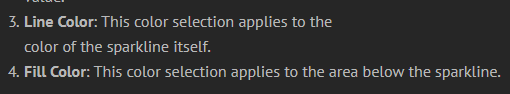 value.
3. Line Color: This color selection applies to the
color of the sparkline itself.
4. Fill Color: This color selection applies to the area below the sparkline.